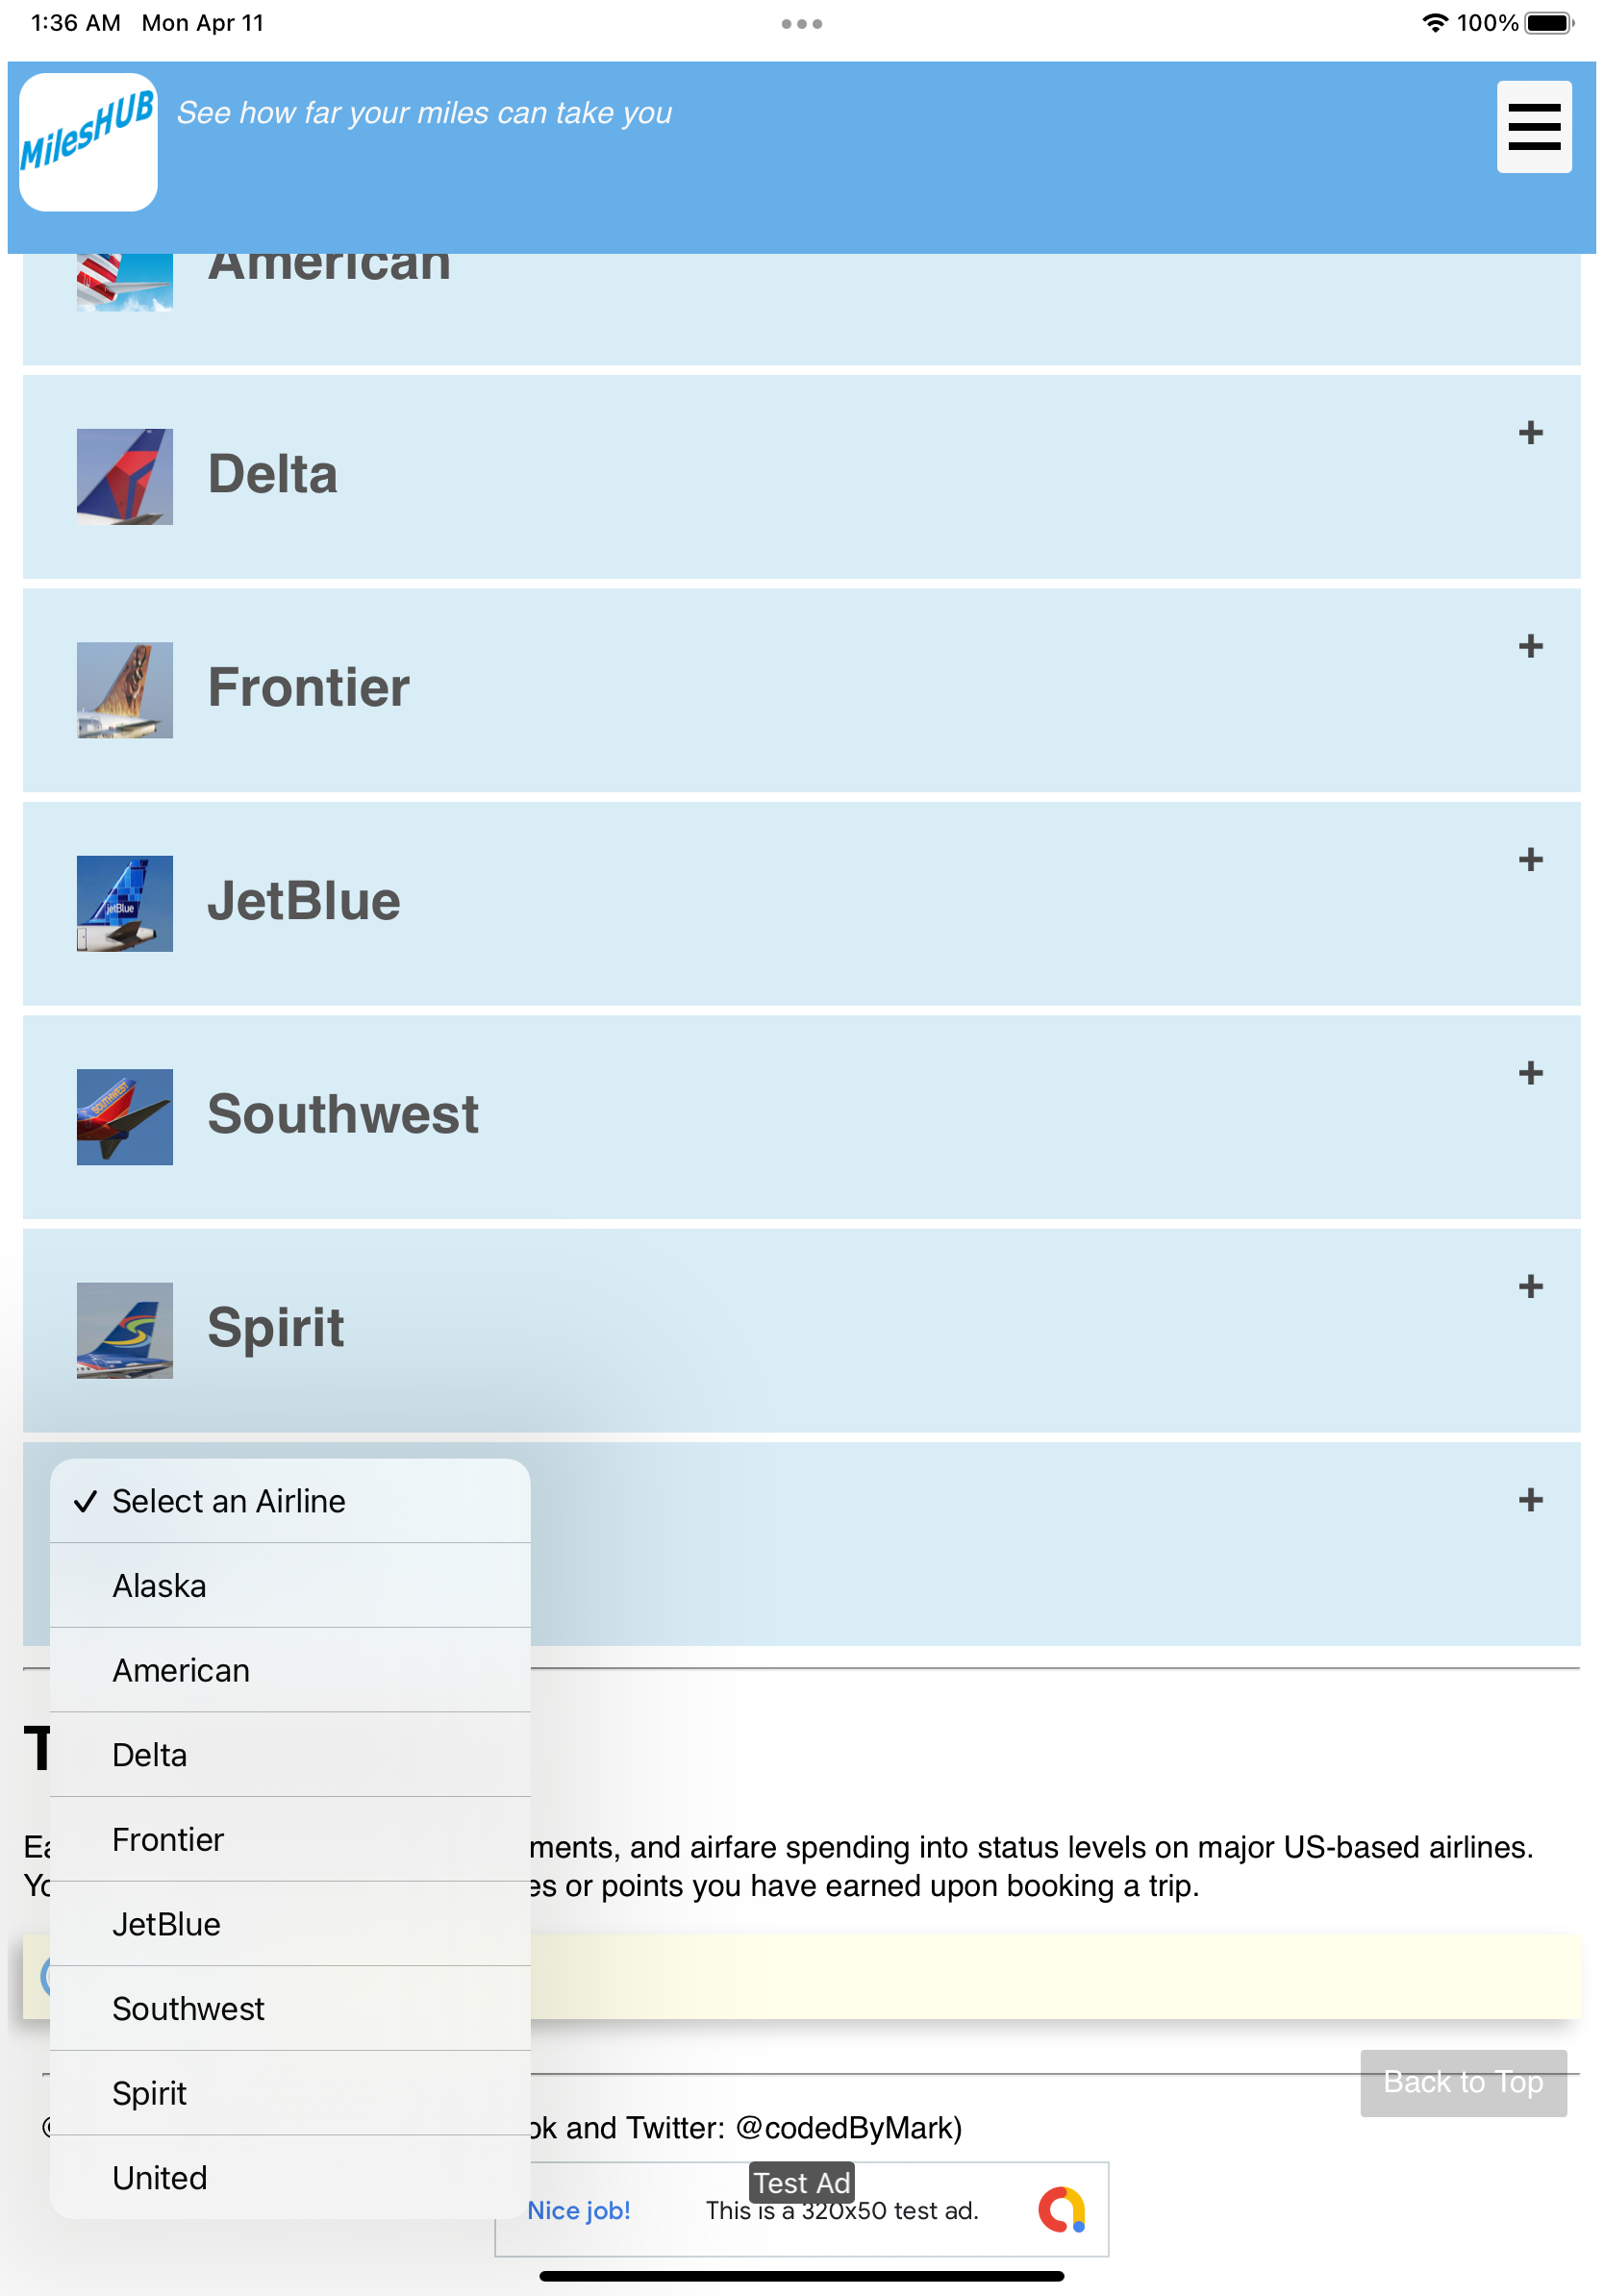 1:36 AM Mon Apr 11
100%
MilesHUB
See how far your miles can take you
American
Delta
+
Frontier
+
jetBlue
JetBlue
+
SOUTHWEST
Southwest
+
Spirit
+
+
✓ Select an Airline
Alaska
American
Delta
Frontier
JetBlue
Southwest
Spirit
United
T
Ea
ments, and airfare spending into status levels on major US-based airlines.
Yo
es or points you have earned upon booking a trip.
Back to Top
ok and Twitter: @codedByMark)
Test Ad
Nice job!
This is a 320x50 test ad.